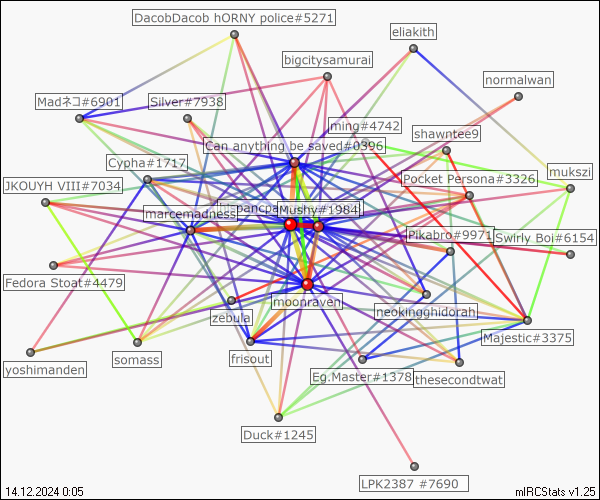 DacobDacob hORNY police#5271
eliakith
bigcitysamurai
normalwan
Madネコ#6901
Silver#7938
ming#4742
shawntee9
Can anything be saved#0396
Cypha#1717
mukszi
Pocket Persona#3326
JKOUYH VIII#7034
marcemadness
Mushy#1984
Pikabro#9971
Swirly Boi#6154
Fedora Stoat#4479
moonraven
zebula
neokingghidorah
Majestic#3375
yoshimanden
somass
frisout
Eg.Master#1378
thesecondtwat
Duck#1245
LPK2387 #7690
14.12.2024 0:05
mIRCStats v1.25